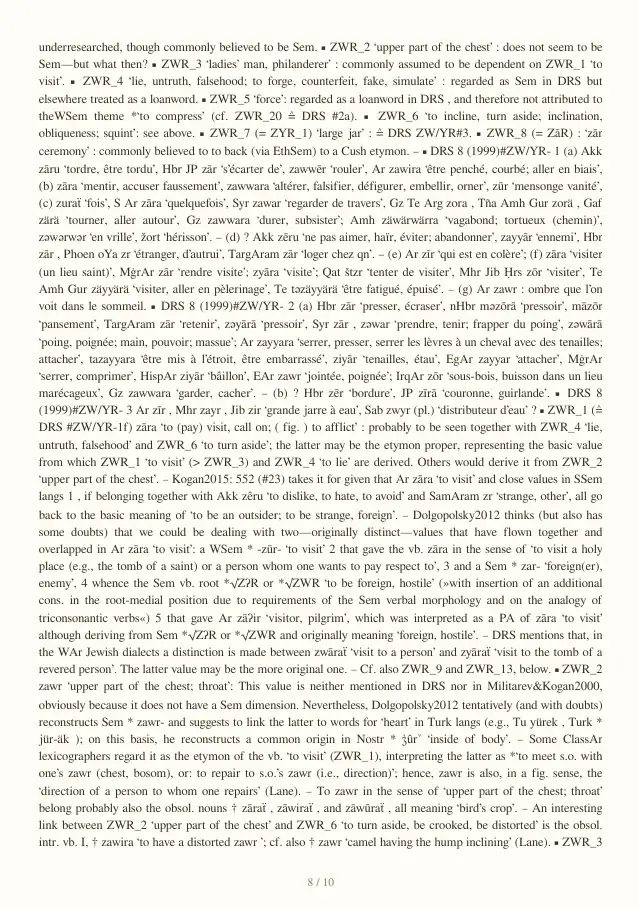 underresearched, though commonly believed to be Sem. ▪ ZWR_2 ‘upper part of the chest’ : does not seem to be
Sem—but what then? ▪ ZWR_3 ‘ladies’ man, philanderer’ : commonly assumed to be dependent on ZWR_1 ‘to
visit’. ▪ ZWR_4 ‘lie, untruth, falsehood; to forge, counterfeit, fake, simulate’ : regarded as Sem in DRS but
elsewhere treated as a loanword. ▪ ZWR_5 ‘force’: regarded as a loanword in DRS , and therefore not attributed to
theWSem theme *‘to compress’ (cf. ZWR_20 ≙ DRS #2a). ▪ ZWR_6 ‘to incline, turn aside; inclination,
obliqueness; squint’: see above. ▪ ZWR_7 (= ZYR_1) ‘large jar’ : ≙ DRS ZW/YR#3. ▪ ZWR_8 (= ZāR) : ‘zār
ceremony’ : commonly believed to to back (via EthSem) to a Cush etymon. – ▪ DRS 8 (1999)#ZW/YR- 1 (a) Akk
zāru ‘tordre, être tordu’, Hbr JP zār ‘s’écarter de’, zawwēr ‘rouler’, Ar zawira ‘être penché, courbé; aller en biais’,
(b) zāra ‘mentir, accuser faussement’, zawwara ‘altérer, falsifier, défigurer, embellir, orner’, zūr ‘mensonge vanité’,
(c) zuraẗ ‘fois’, S Ar zāra ‘quelquefois’, Syr zawar ‘regarder de travers’, Gz Te Arg zora , Tña Amh Gur zorä , Gaf
zärä ‘tourner, aller autour’, Gz zawwara ‘durer, subsister’; Amh zäwärwärra ‘vagabond; tortueux (chemin)’,
zəwərwər ‘en vrille’, žort ‘hérisson’. – (d) ? Akk zēru ‘ne pas aimer, haïr, éviter; abandonner’, zayyār ‘ennemi’, Hbr
zār , Phoen oYa zr ‘étranger, d’autrui’, TargAram zār ‘loger chez qn’. – (e) Ar zīr ‘qui est en colère’; (f) zāra ‘visiter
(un lieu saint)’, MġrAr zār ‘rendre visite’; zyāra ‘visite’; Qat štzr ‘tenter de visiter’, Mhr Jib Ḥrs zōr ‘visiter’, Te
Amh Gur zäyyärä ‘visiter, aller en pèlerinage’, Te təzäyyärä ‘être fatigué, épuisé’. – (g) Ar zawr : ombre que l’on
voit dans le sommeil. ▪ DRS 8 (1999)#ZW/YR- 2 (a) Hbr zār ‘presser, écraser’, nHbr məzōrā ‘pressoir’, māzōr
‘pansement’, TargAram zār ‘retenir’, zəyārā ‘pressoir’, Syr zār , zəwar ‘prendre, tenir; frapper du poing’, zəwārā
‘poing, poignée; main, pouvoir; massue’; Ar zayyara ‘serrer, presser, serrer les lèvres à un cheval avec des tenailles;
attacher’, tazayyara ‘être mis à l’étroit, être embarrassé’, ziyār ‘tenailles, étau’, EgAr zayyar ‘attacher’, MġrAr
‘serrer, comprimer’, HispAr ziyār ‘bâillon’, EAr zawr ‘jointée, poignée’; IrqAr zōr ‘sous-bois, buisson dans un lieu
marécageux’, Gz zawwara ‘garder, cacher’. – (b) ? Hbr zēr ‘bordure’, JP zīrā ‘couronne, guirlande’. ▪ DRS 8
(1999)#ZW/YR- 3 Ar zīr , Mhr zayr , Jib zir ‘grande jarre à eau’, Sab zwyr (pl.) ‘distributeur d’eau’ ? ▪ ZWR_1 (≙
DRS #ZW/YR-1f) zāra ‘to (pay) visit, call on; ( fig. ) to afflict’ : probably to be seen together with ZWR_4 ‘lie,
untruth, falsehood’ and ZWR_6 ‘to turn aside’; the latter may be the etymon proper, representing the basic value
from which ZWR_1 ‘to visit’ (> ZWR_3) and ZWR_4 ‘to lie’ are derived. Others would derive it from ZWR_2
‘upper part of the chest’. – Kogan2015: 552 (#23) takes it for given that Ar zāra ‘to visit’ and close values in SSem
langs 1 , if belonging together with Akk zêru ‘to dislike, to hate, to avoid’ and SamAram zr ‘strange, other’, all go
back to the basic meaning of ‘to be an outsider; to be strange, foreign’. – Dolgopolsky2012 thinks (but also has
some doubts) that we could be dealing with two—originally distinct—values that have flown together and
overlapped in Ar zāra ‘to visit’: a WSem * -zūr- ‘to visit’ 2 that gave the vb. zāra in the sense of ‘to visit a holy
place (e.g., the tomb of a saint) or a person whom one wants to pay respect to’, 3 and a Sem * zar- ‘foreign(er),
enemy’, 4 whence the Sem vb. root *√ZʔR or *√ZWR ‘to be foreign, hostile’ (»with insertion of an additional
cons. in the root-medial position due to requirements of the Sem verbal morphology and on the analogy of
triconsonantic verbs«) 5 that gave Ar zāʔir ‘visitor, pilgrim’, which was interpreted as a PA of zāra ‘to visit’
although deriving from Sem *√ZʔR or *√ZWR and originally meaning ‘foreign, hostile’. – DRS mentions that, in
the WAr Jewish dialects a distinction is made between zwāraẗ ‘visit to a person’ and zyāraẗ ‘visit to the tomb of a
revered person’. The latter value may be the more original one. – Cf. also ZWR_9 and ZWR_13, below. ▪ ZWR_2
zawr ‘upper part of the chest; throat’: This value is neither mentioned in DRS nor in Militarev&Kogan2000,
obviously because it does not have a Sem dimension. Nevertheless, Dolgopolsky2012 tentatively (and with doubts)
reconstructs Sem * zawr- and suggests to link the latter to words for ‘heart’ in Turk langs (e.g., Tu yürek , Turk *
jür-äk ); on this basis, he reconstructs a common origin in Nostr * ʒ́ûrˇ ‘inside of body’. – Some ClassAr
lexicographers regard it as the etymon of the vb. ‘to visit’ (ZWR_1), interpreting the latter as *‘to meet s.o. with
one’s zawr (chest, bosom), or: to repair to s.o.’s zawr (i.e., direction)’; hence, zawr is also, in a fig. sense, the
‘direction of a person to whom one repairs’ (Lane). – To zawr in the sense of ‘upper part of the chest; throat’
belong probably also the obsol. nouns † zāraẗ , zāwiraẗ , and zāwūraẗ , all meaning ‘bird’s crop’. – An interesting
link between ZWR_2 ‘upper part of the chest’ and ZWR_6 ‘to turn aside, be crooked, be distorted’ is the obsol.
intr. vb. I, † zawira ‘to have a distorted zawr ’; cf. also † zawr ‘camel having the hump inclining’ (Lane). ▪ ZWR_3
8 / 10